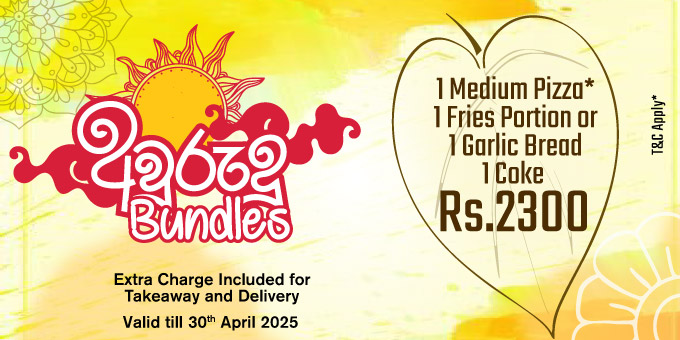 අවුරුදු
Bundles
Extra Charge Included for
Takeaway and Delivery
Valid till 30th April 2025
1 Medium Pizza*
1 Fries Portion or
1 Garlic Bread
1 Coke
Rs.2300
T&C Apply*